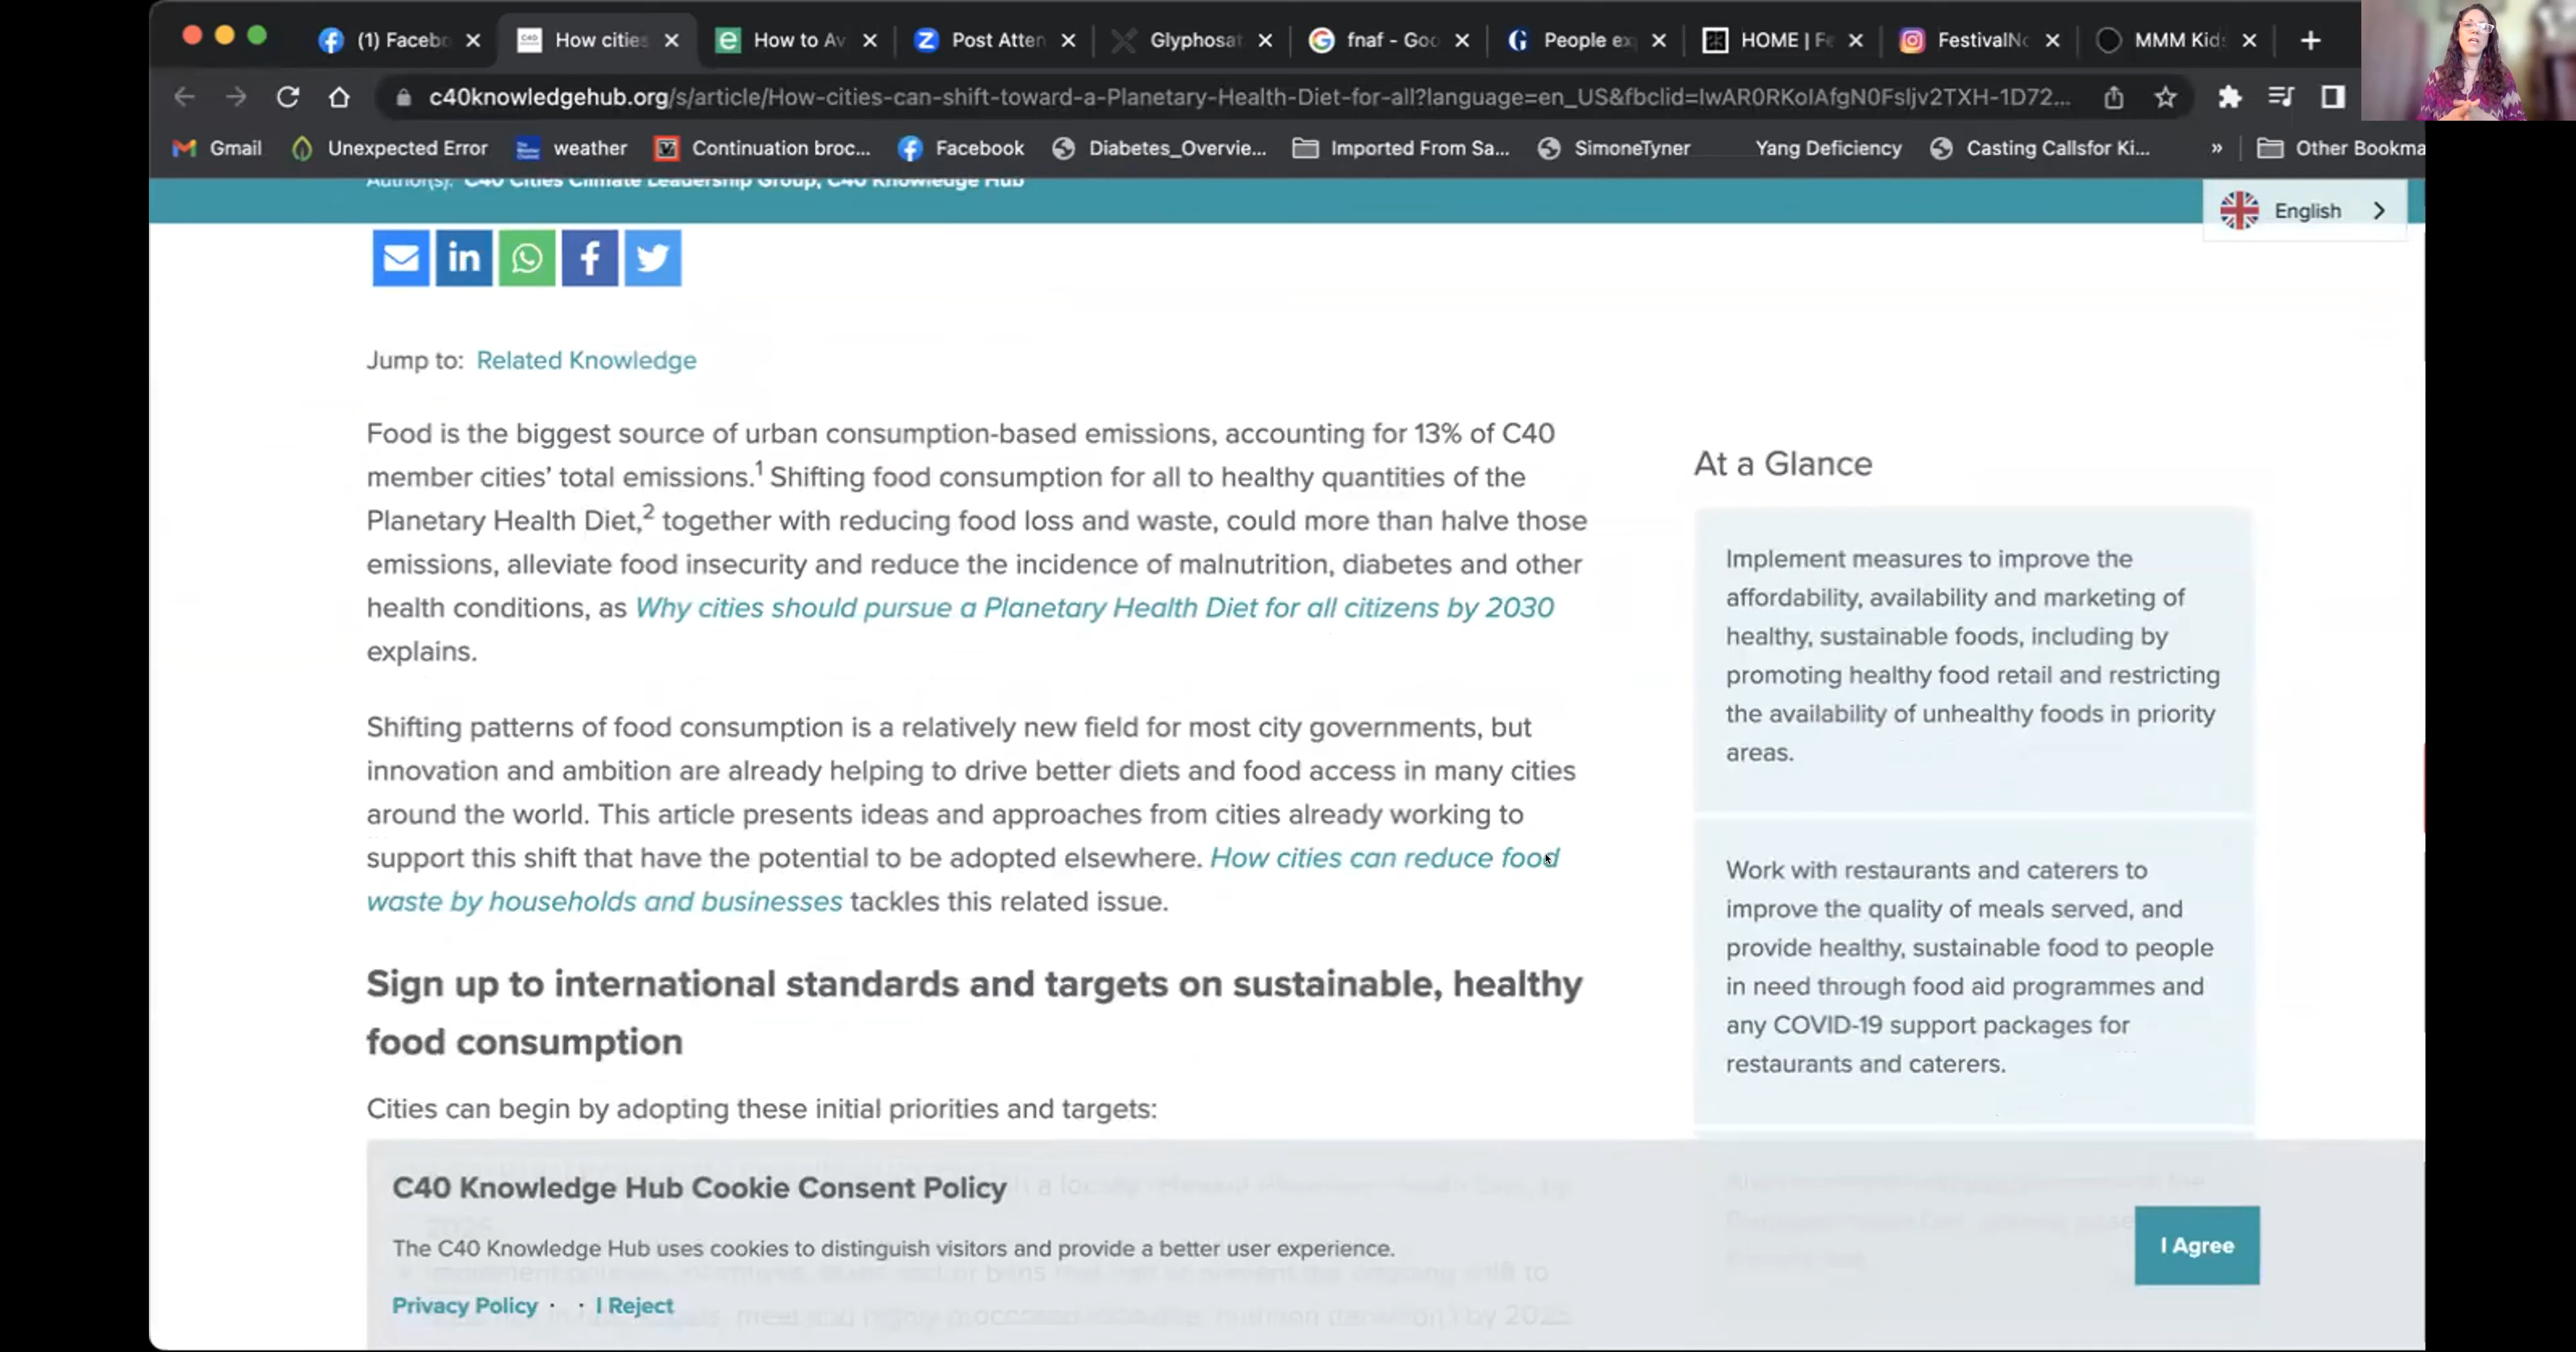 (1) Facebo
How cities
How to Av
Post Atten
Glyphosat
fnaf - Goo
People ex
HOME | Fe
FestivalNo
MMM Kids
c40knowledgehub.org/s/article/How-cities-can-shift-toward-a-Planetary-Health-Diet-for-all?language=en_US&fbclid=IwAR0RKoIAfgN0FsIjv2TXH-1D72...
Gmail
Unexpected Error
weather
Continuation broc...
Facebook
Diabetes_Overvie...
Imported From Sa...
SimoneTyner
Yang Deficiency
Casting Callsfor Ki...
»
Other Bookma
Author(s): C40 Cities Climate Leadership Group, C40 Knowledge Hub
English
Jump to: Related Knowledge
Food is the biggest source of urban consumption-based emissions, accounting for 13% of C40
member cities’ total emissions.1 Shifting food consumption for all to healthy quantities of the
Planetary Health Diet,2 together with reducing food loss and waste, could more than halve those
emissions, alleviate food insecurity and reduce the incidence of malnutrition, diabetes and other
health conditions, as Why cities should pursue a Planetary Health Diet for all citizens by 2030
explains.
Shifting patterns of food consumption is a relatively new field for most city governments, but
innovation and ambition are already helping to drive better diets and food access in many cities
around the world. This article presents ideas and approaches from cities already working to
support this shift that have the potential to be adopted elsewhere. How cities can reduce food
waste by households and businesses tackles this related issue.
Sign up to international standards and targets on sustainable, healthy
food consumption
Cities can begin by adopting these initial priorities and targets:
At a Glance
Implement measures to improve the
affordability, availability and marketing of
healthy, sustainable foods, including by
promoting healthy food retail and restricting
the availability of unhealthy foods in priority
areas.
Work with restaurants and caterers to
improve the quality of meals served, and
provide healthy, sustainable food to people
in need through food aid programmes and
any COVID-19 support packages for
restaurants and caterers.
C40 Knowledge Hub Cookie Consent Policy
The C40 Knowledge Hub uses cookies to distinguish visitors and provide a better user experience.
Privacy Policy · · I Reject
I Agree